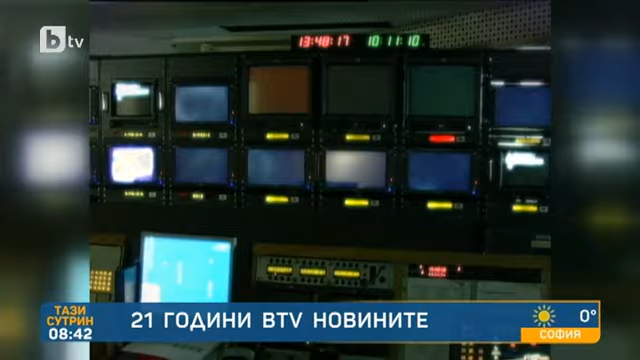 btv
13:48:17 10:11:10
ТАЗИ
СУТРИН
08:42
21 ГОДИНИ BTV НОВИНИТЕ
0°
СОФИЯ